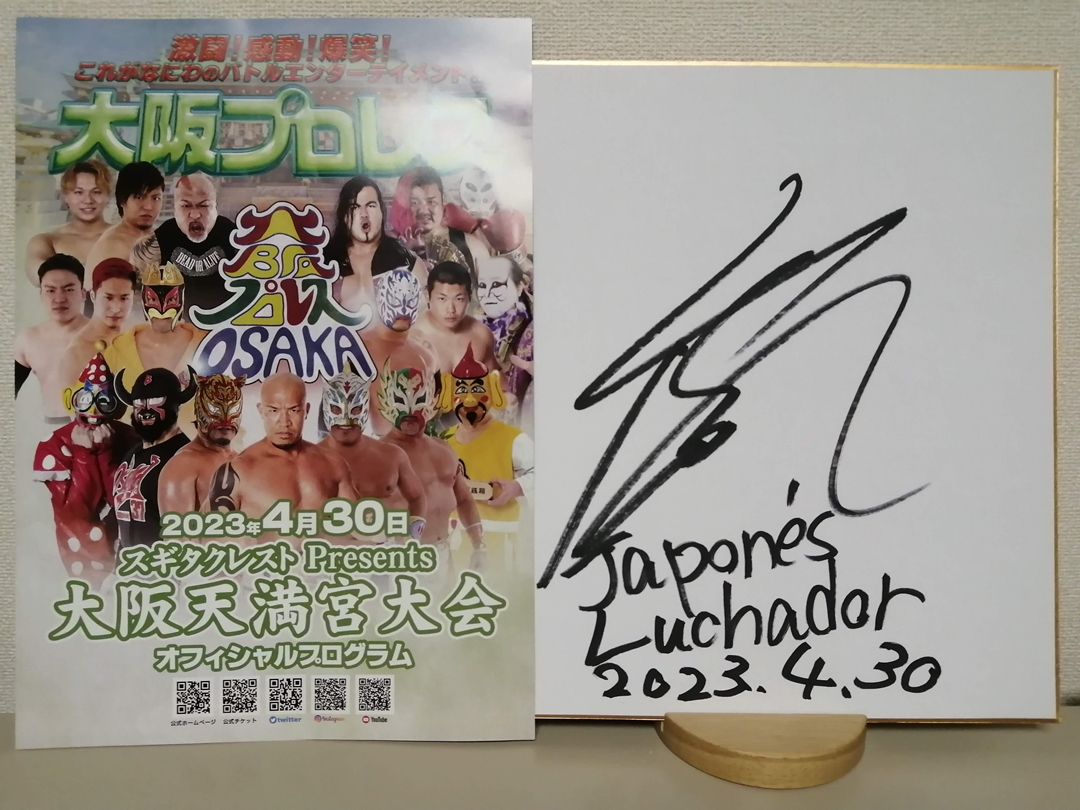 激闘!感動!爆笑!
これがなにわのバトルエンターテイメント
大阪プロレス
DEAD OR ALIVE
大阪
プロレス
OSAKA
2023年4月30日
スギタクレスト Presents
大阪天満宮大会
オフィシャルプログラム
公式ホームページ 公式チケット twitter Instagram YouTube
Japonés
Luchador
2023.4.30